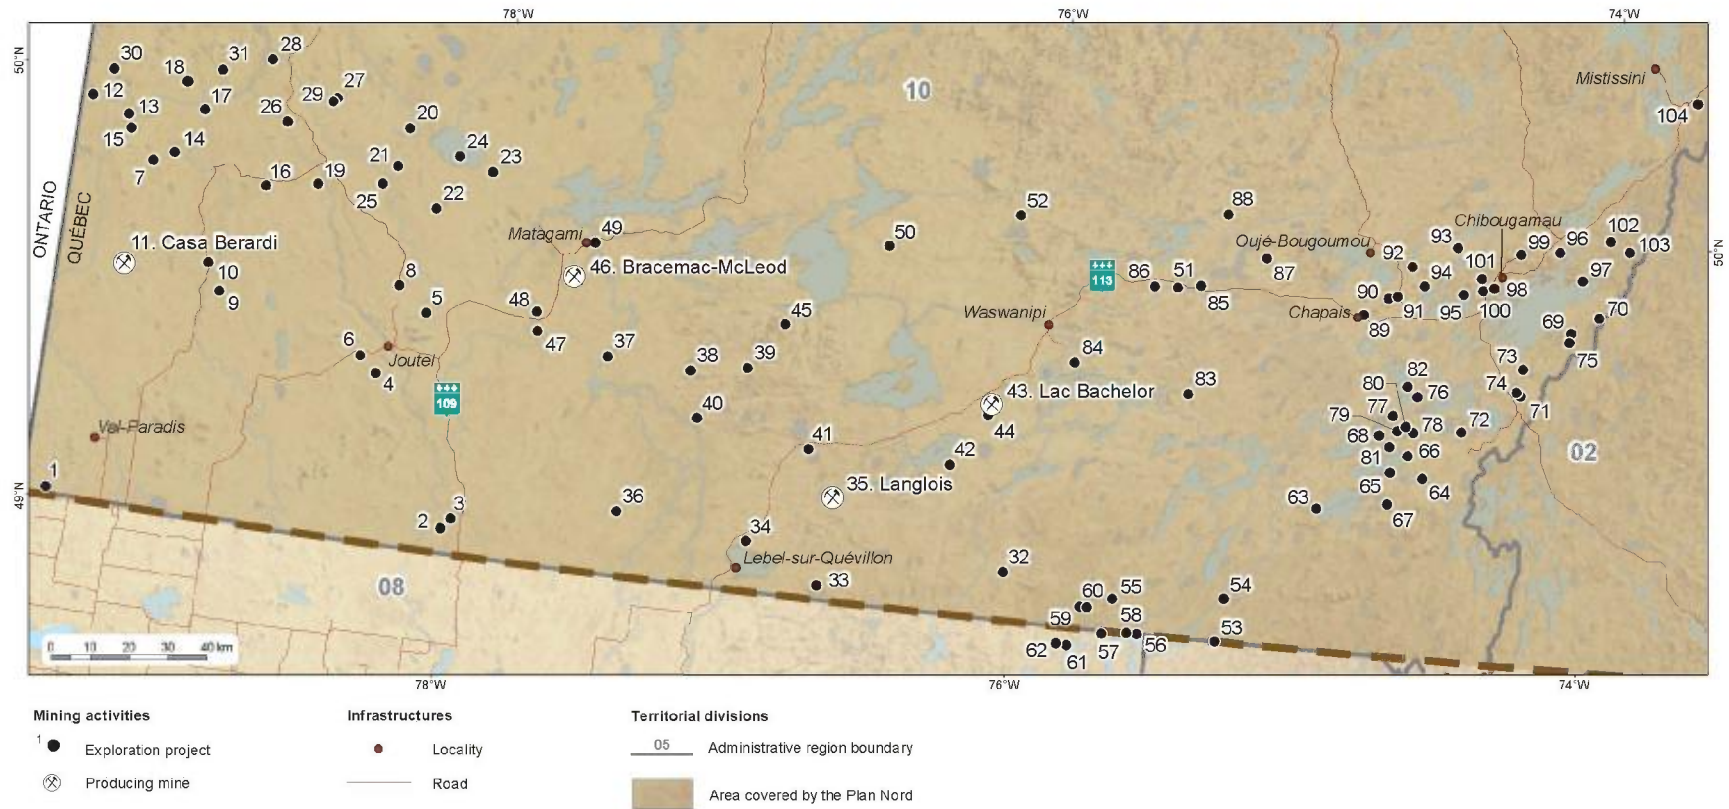 78°W 76°W 74°W
50°N
30 31 28
18 27
12 13 17 26 29
15 14 20
7 16 19 21 24 23
25 22
10
Mistissini
104
ONTARIO
QUÉBEC
11. Casa Berardi
10
9
8
5
6
Joutel
4
109
Val-Paradis
1
49°N
2 3
Matagami 49
46. Bracemac-McLeod
48
47
37
38 39
40
45
50
52
41
42
43. Lac Bachelor
44
35. Langlois
36
34
Lebel-sur-Quévillon
33
32
Waswanipi
113
84
83
86 51 85
88
87
Oujé-Bougoumou
Chibougamau
92 93 94 101 99 96 102
103
97
90 91 95 100 98
Chapais 89
70
69
75
73
74
71
82
80 76
77
79 78 72
68 66
81
65 64
67
63
02
50°N
60 55 54
59 58 53
62 61 57 56
08
0 10 20 30 40 km
78°W 76°W 74°W
Mining activities
1 Exploration project
Producing mine
Infrastructures
Locality
Road
Territorial divisions
05 Administrative region boundary
Area covered by the Plan Nord